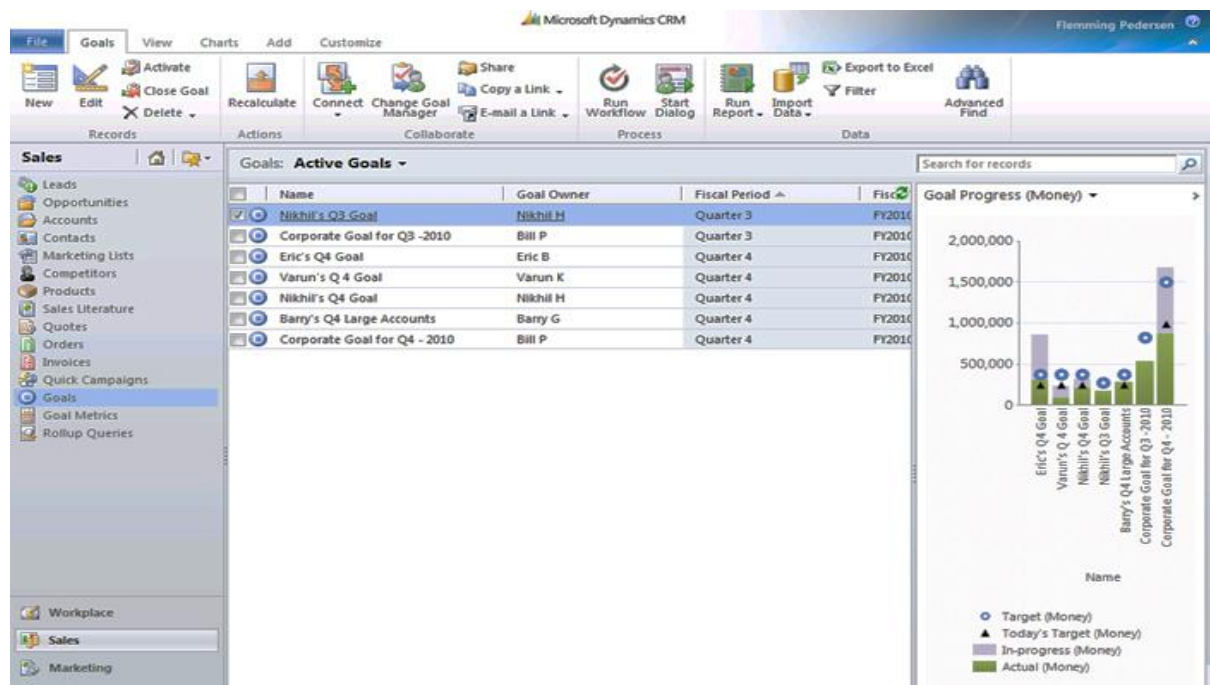 Microsoft Dynamics CRM
Flemming Pedersen
File Goals View Charts Add Customize
New
Edit
Activate
Close Goal
Delete
Records
Recalculate
Actions
Connect
Change Goal
Manager
Share
Copy a Link
E-mail a Link
Collaborate
Run
Workflow
Start
Dialog
Process
Run
Report
Import
Data
Export to Excel
Filter
Advanced
Find
Data
Sales
Leads
Opportunities
Accounts
Contacts
Marketing Lists
Competitors
Products
Sales Literature
Quotes
Orders
Invoices
Quick Campaigns
Goals
Goal Metrics
Rollup Queries
Workplace
Sales
Marketing
Goals: Active Goals
Search for records
Name Goal Owner Fiscal Period Fisc
Nikhil's Q3 Goal Nikhil H Quarter 3 FY2010
Corporate Goal for Q3 -2010 Bill P Quarter 3 FY2010
Eric's Q4 Goal Eric B Quarter 4 FY2010
Varun's Q 4 Goal Varun K Quarter 4 FY2010
Nikhil's Q4 Goal Nikhil H Quarter 4 FY2010
Barry's Q4 Large Accounts Barry G Quarter 4 FY2010
Corporate Goal for Q4 - 2010 Bill P Quarter 4 FY2010
Goal Progress (Money)
2,000,000
1,500,000
1,000,000
500,000
0
Eric's Q4 Goal
Varun's Q 4 Goal
Nikhil's Q4 Goal
Nikhil's Q3 Goal
Barry's Q4 Large Accounts
Corporate Goal for Q3 -2010
Corporate Goal for Q4 - 2010
Name
Target (Money)
Today's Target (Money)
In-progress (Money)
Actual (Money)